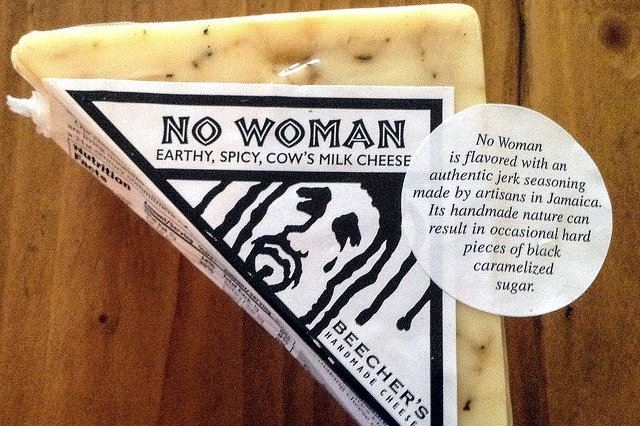 NO WOMAN
EARTHY, SPICY, COW'S MILK CHEESE
No Woman
is flavored with an
authentic jerk seasoning
made by artisans in Jamaica.
Its handmade nature can
result in occasional hard
pieces of black
caramelized
sugar.
BEECHER'S
HANDMADE CHEESE
Nutrition
Facts